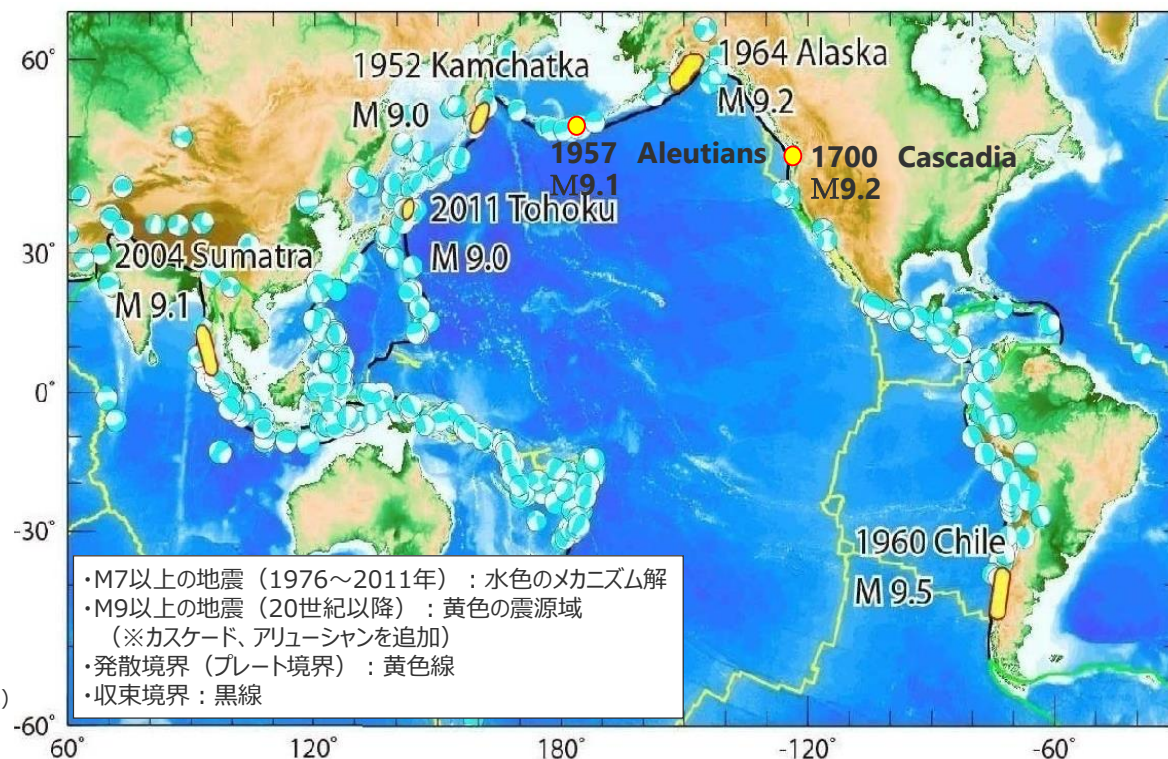 60°
1952 Kamchatka
M 9.0
1964 Alaska
M 9.2
1957 Aleutians
M9.1
1700 Cascadia
M9.2
2011 Tohoku
M 9.0
30°
2004 Sumatra
M 9.1
0°
-30°
1960 Chile
M 9.5
・M7以上の地震（1976～2011年）：水色のメカニズム解
・M9以上の地震（20世紀以降）：黄色の震源域
（※カスケード、アリューシャンを追加）
・発散境界（プレート境界）：黄色線
・収束境界：黒線
）
-60°
60°
120°
180°
-120°
-60°